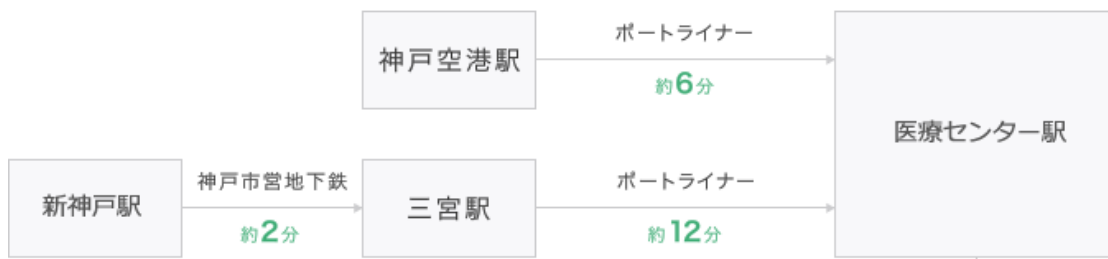 ポートライナー
神戸空港駅
約6分
医療センター駅
神戸市営地下鉄
ポートライナー
新神戸駅
三宮駅
約2分
約12分